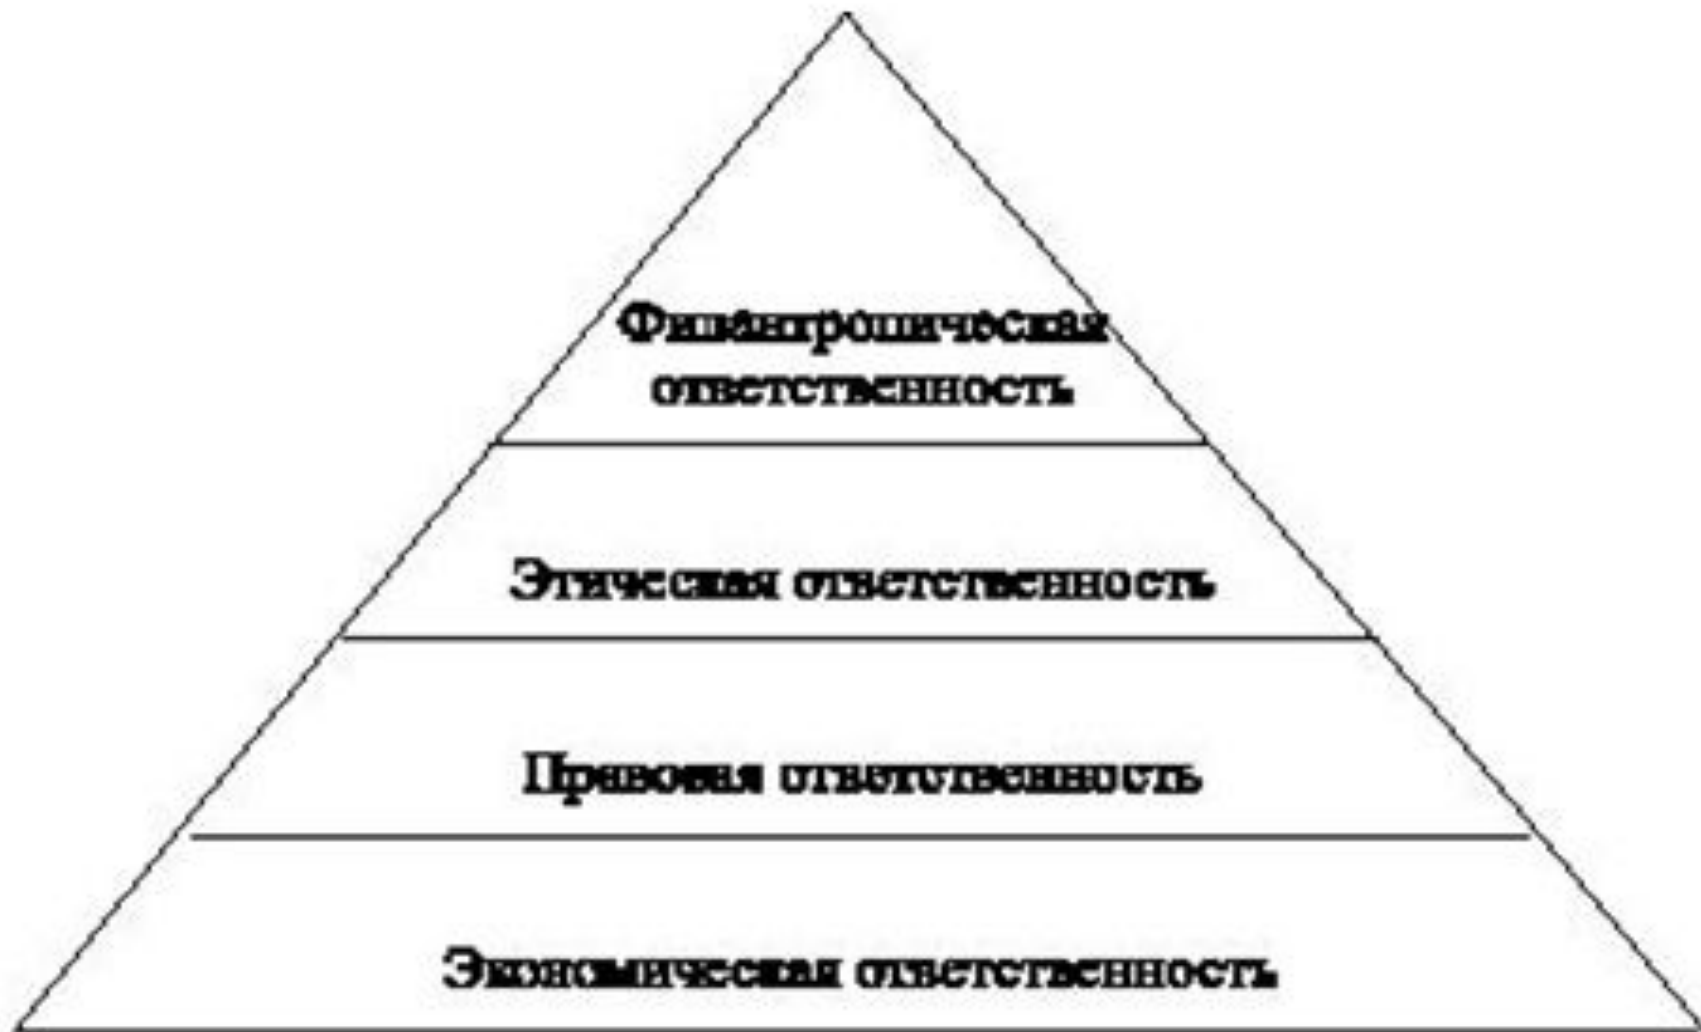 Филантропическая
ответственность
Этическая ответственность
Правовая ответственность
Экономическая ответственность